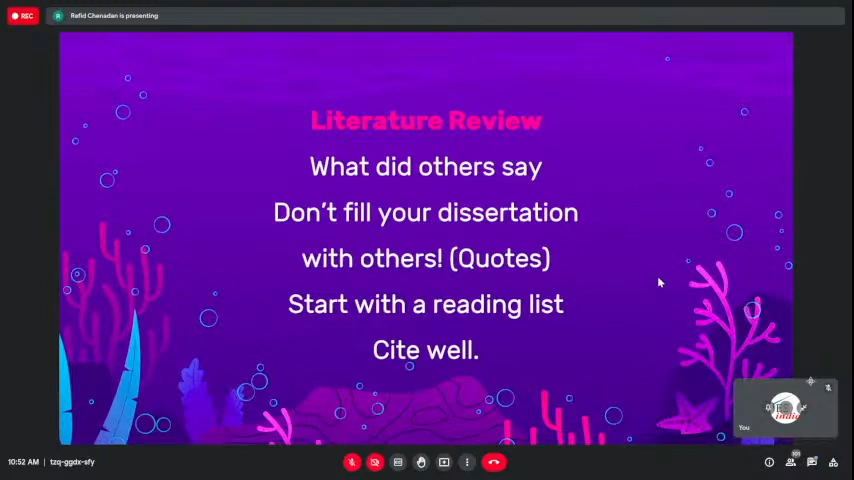 REC
R Rafid Chenadan is presenting
Literature Review
What did others say
Don't fill your dissertation
with others! (Quotes)
Start with a reading list
Cite well.
You
10:52 AM | tzq-ggdx-sfy
101